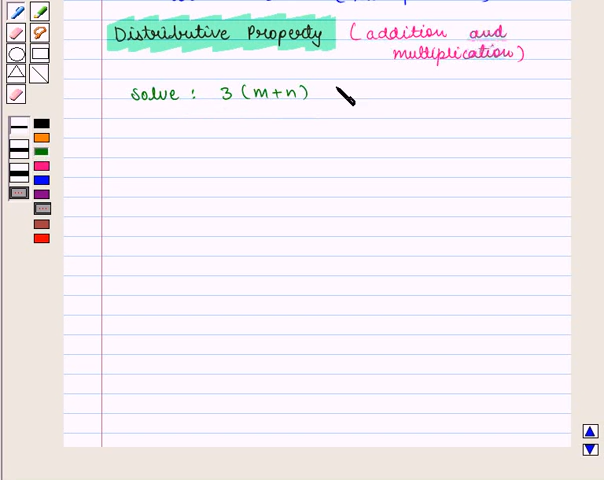 Distributive Property (addition and
multiplication)
solve : 3 (m+n)